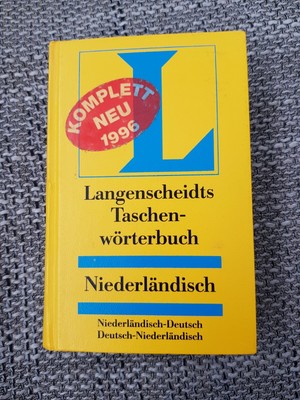 L
KOMPLETT
NEU
1996
Langenscheidts
Taschen-
wörterbuch
Niederländisch
Niederländisch-Deutsch
Deutsch-Niederländisch